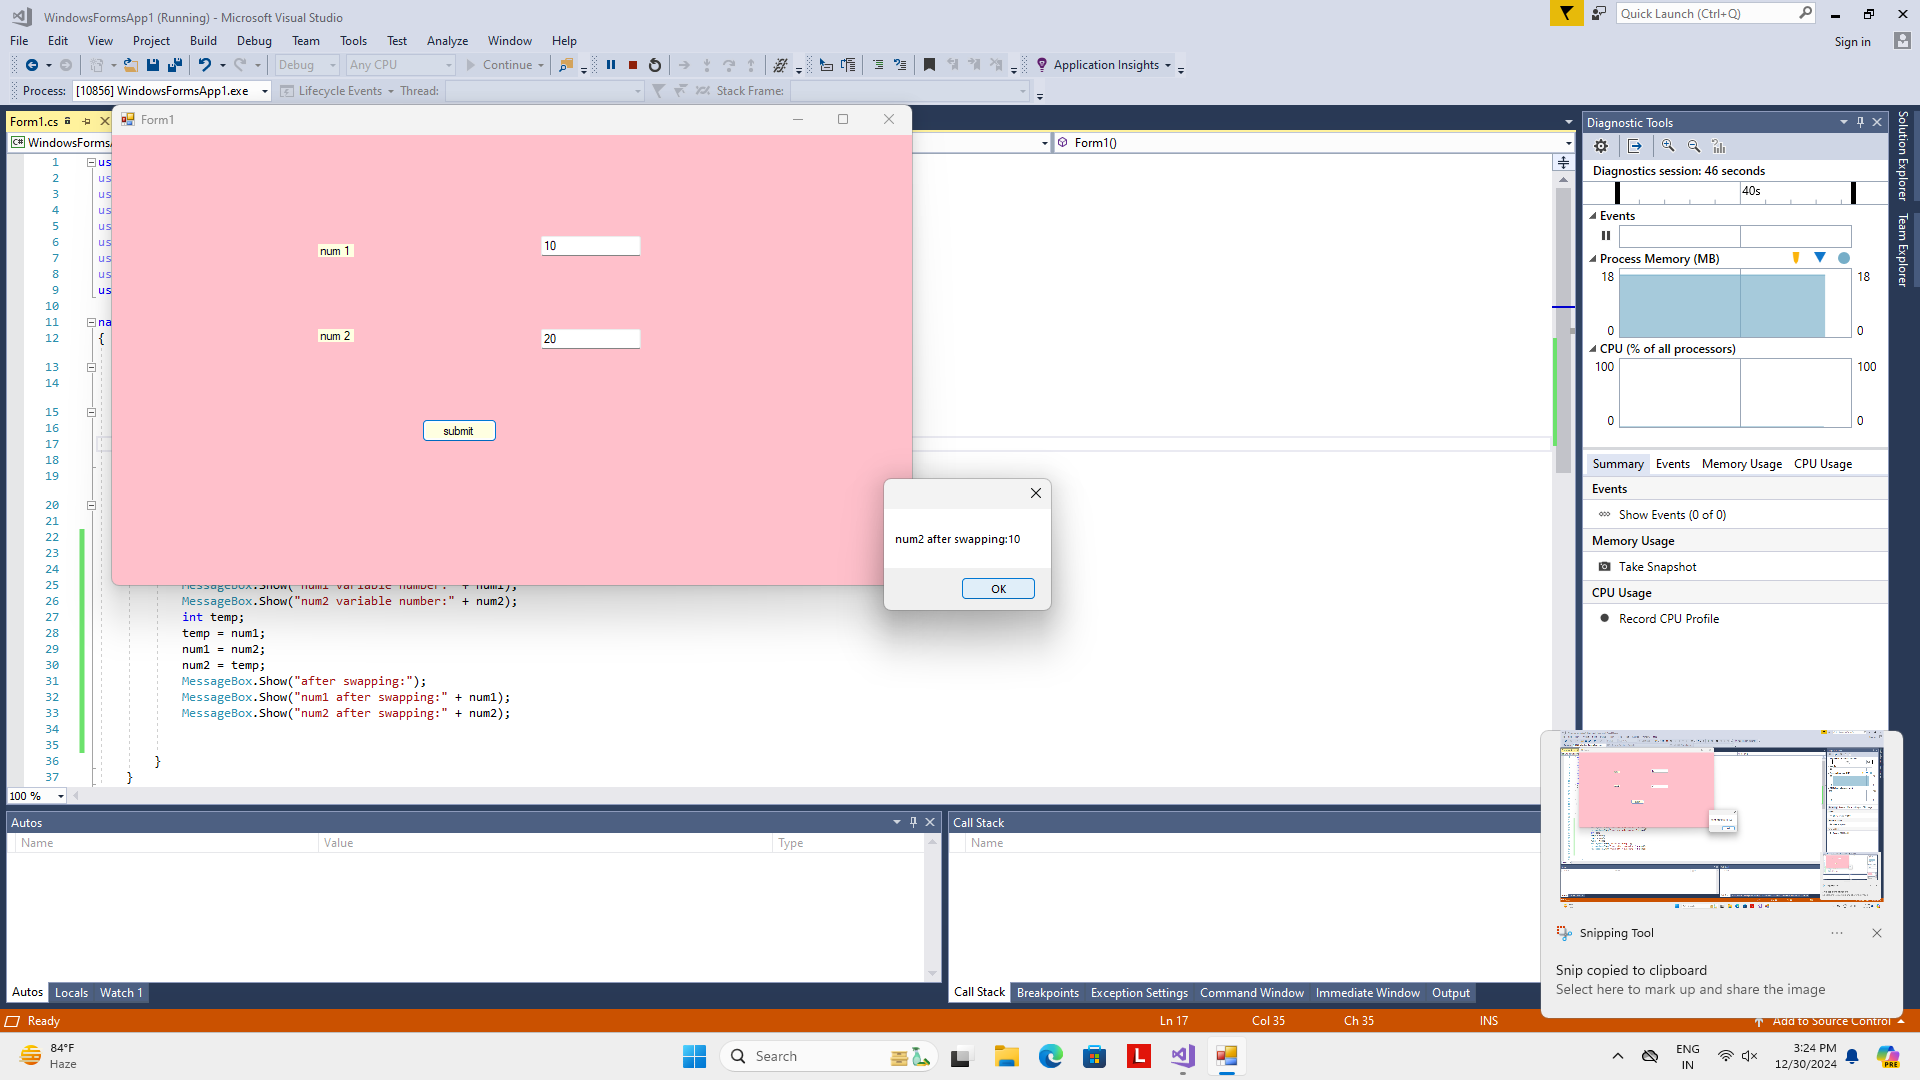 WindowsFormsApp1 (Running) - Microsoft Visual Studio
Quick Launch (Ctrl+Q)
File Edit View Project Build Debug Team Tools Test Analyze Window Help
Sign in
Debug Any CPU Continue Application Insights
Process: [10856] WindowsFormsApp1.exe Lifecycle Events Thread: Stack Frame:
Form1.cs
Form1
WindowsForms
Form1()
1 us
2 us
3 us
4 us
5 us
6 us
7 us
8 us
9 us
10
11 na
12 {
13
14
15
16
17
18
19
20
21
22
23
24
25 MessageBox.Show("num1 variable number:" + num1);
26 MessageBox.Show("num2 variable number:" + num2);
27 int temp;
28 temp = num1;
29 num1 = num2;
30 num2 = temp;
31 MessageBox.Show("after swapping:");
32 MessageBox.Show("num1 after swapping:" + num1);
33 MessageBox.Show("num2 after swapping:" + num2);
34
35
36 }
37 }
100 %
num 1
10
num 2
20
submit
num2 after swapping:10
OK
Diagnostic Tools
Diagnostics session: 46 seconds
40s
Events
Process Memory (MB)
18 18
0 0
CPU (% of all processors)
100 100
0 0
Summary Events Memory Usage CPU Usage
Events
Show Events (0 of 0)
Memory Usage
Take Snapshot
CPU Usage
Record CPU Profile
Solution Explorer
Team Explorer
Autos
Name Value Type
Autos Locals Watch 1
Call Stack
Name
Call Stack Breakpoints Exception Settings Command Window Immediate Window Output
Snipping Tool
Snip copied to clipboard
Select here to mark up and share the image
Ready
Ln 17 Col 35 Ch 35 INS
Add to Source Control
84°F
Haze
Search
L
ENG
IN
3:24 PM
12/30/2024
PRE